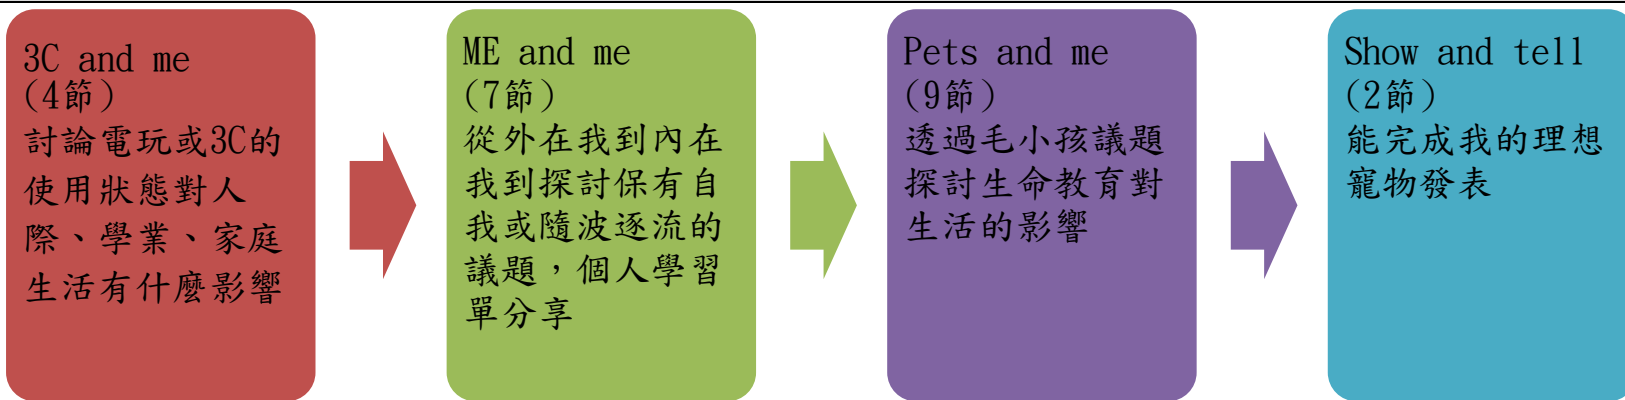 3C and me
(4節)
討論電玩或3C的
使用狀態對人
際、學業、家庭
生活有什麼影響
ME and me
(7節)
從外在我到內在
我到探討保有自
我或隨波逐流的
議題，個人學習
單分享
Pets and me
(9節)
透過毛小孩議題
探討生命教育對
生活的影響
Show and tell
(2節)
能完成我的理想
寵物發表